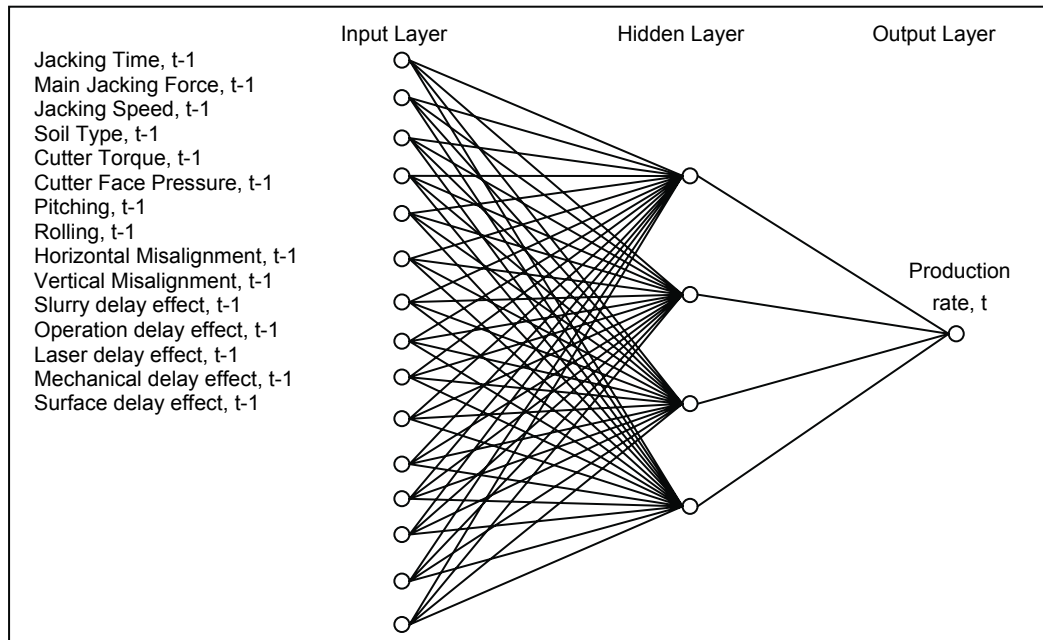 Input Layer
Hidden Layer
Output Layer
Jacking Time, t-1
Main Jacking Force, t-1
Jacking Speed, t-1
Soil Type, t-1
Cutter Torque, t-1
Cutter Face Pressure, t-1
Pitching, t-1
Rolling, t-1
Horizontal Misalignment, t-1
Vertical Misalignment, t-1
Slurry delay effect, t-1
Operation delay effect, t-1
Laser delay effect, t-1
Mechanical delay effect, t-1
Surface delay effect, t-1
Production
rate, t